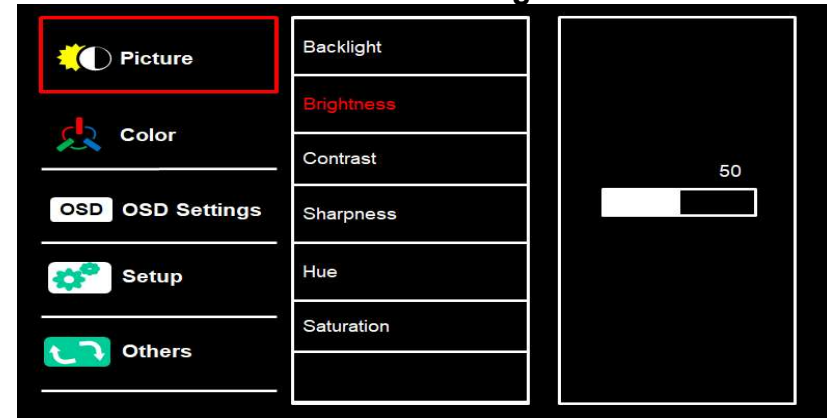 Picture
Color
OSD OSD Settings
Setup
Others
Backlight
Brightness
Contrast
Sharpness
Hue
Saturation
50